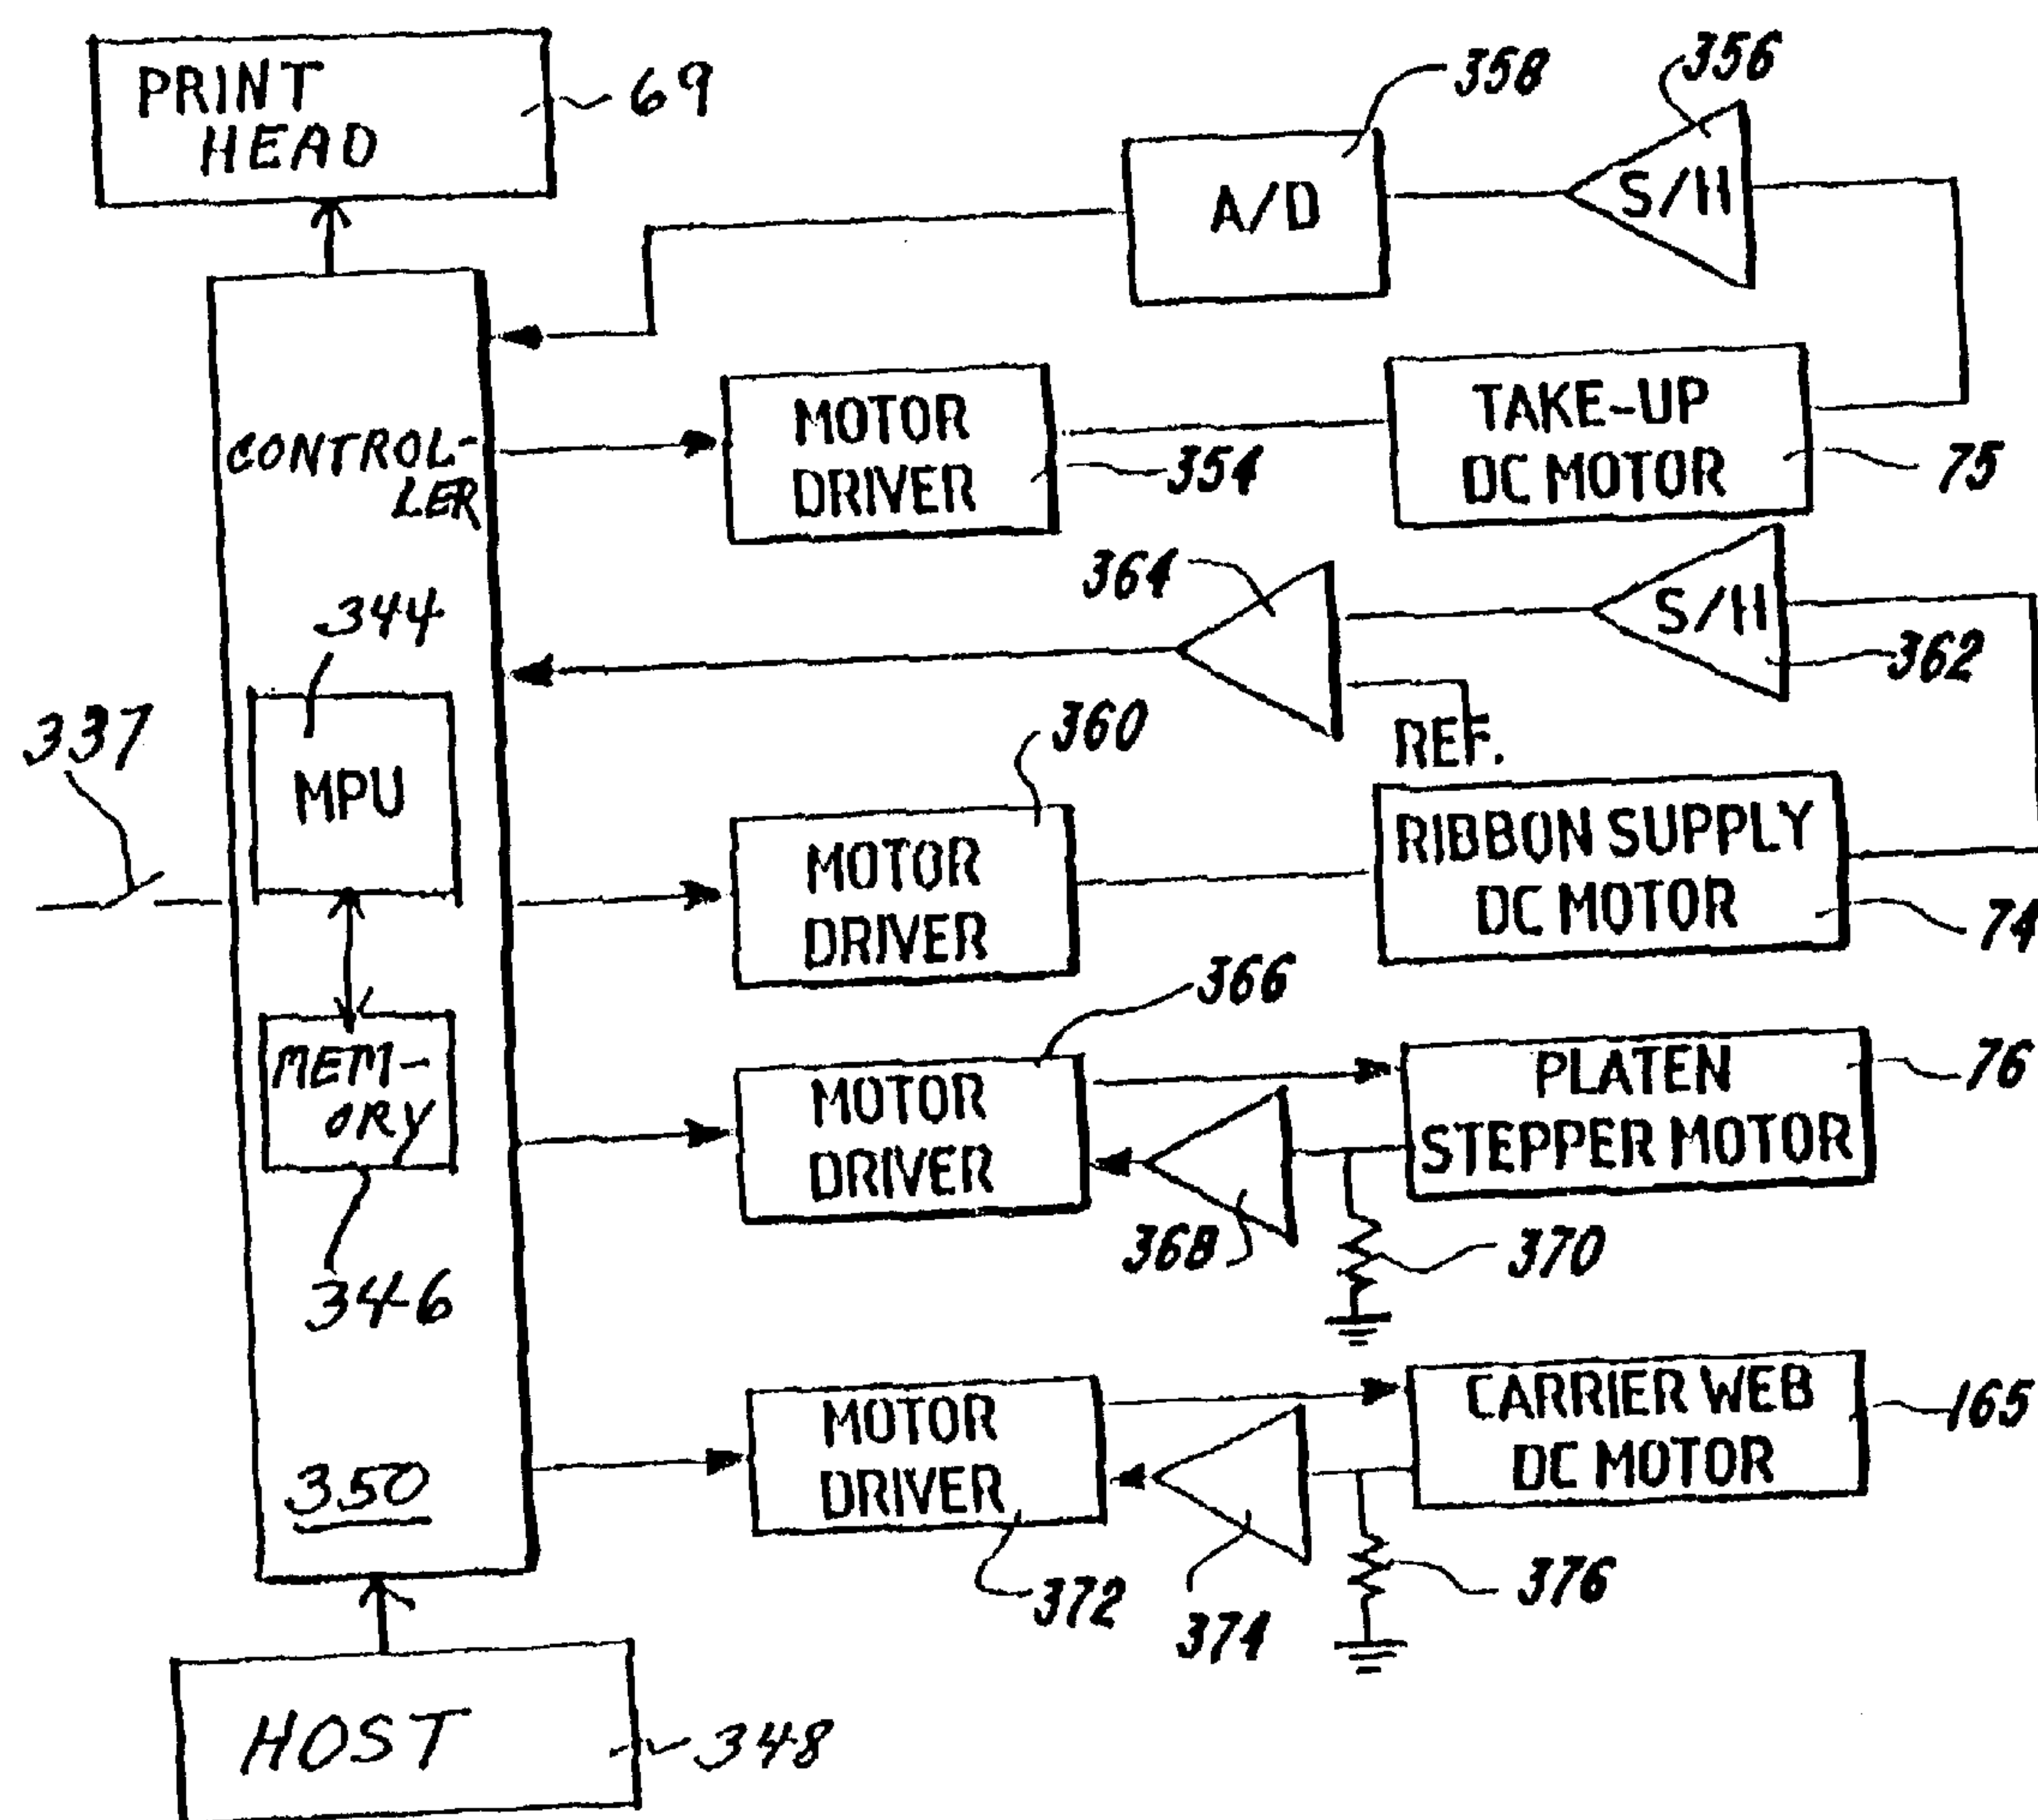 PRINT
HEAD
69
358
356
A/D
S/H
CONTROL-
LER
MOTOR
DRIVER
354
TAKE-UP
DC MOTOR
75
364
S/H
362
REF.
344
MPU
337
360
MOTOR
DRIVER
RIBBON SUPPLY
DC MOTOR
74
366
MEM-
ORY
346
MOTOR
DRIVER
368
370
PLATEN
STEPPER MOTOR
76
350
MOTOR
DRIVER
372
374
376
CARRIER WEB
DC MOTOR
165
HOST
348